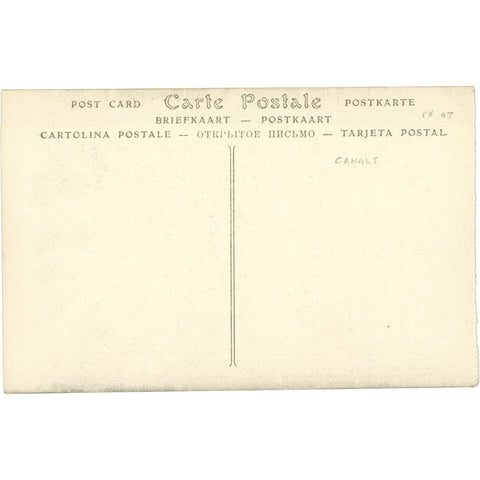 POST CARD Carte Postale POSTKARTE
BRIEFKAART — POSTKAART
CARTOLINA POSTALE — ОТКРЫТОЕ ПИСЬМО — TARJETA POSTAL
CANALS